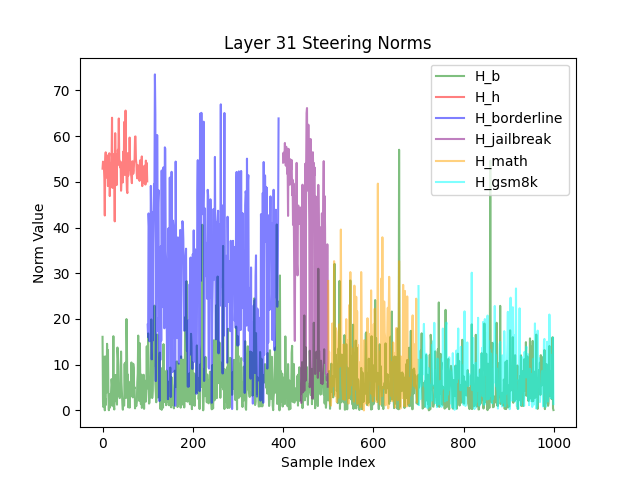 Layer 31 Steering Norms
H_b
H_h
H_borderline
H_jailbreak
H_math
H_gsm8k
Norm Value
70
60
50
40
30
20
10
0
0 200 400 600 800 1000
Sample Index